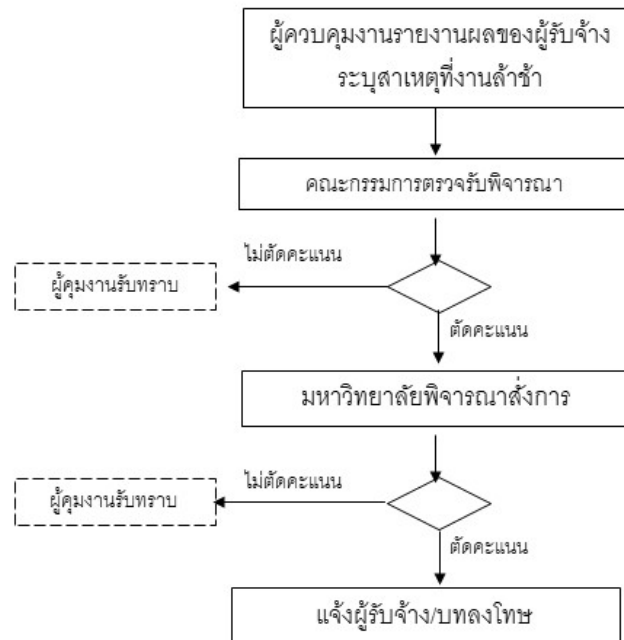 ผู้ควบคุมงานรายงานผลของผู้รับจ้าง
ระบุสาเหตุที่งานล้าช้า
คณะกรรมการตรวจรับพิจารณา
ไม่ตัดคะแนน
ผู้คุมงานรับทราบ
ตัดคะแนน
มหาวิทยาลัยพิจารณาสั่งการ
ไม่ตัดคะแนน
ผู้คุมงานรับทราบ
ตัดคะแนน
แจ้งผู้รับจ้าง/บทลงโทษ